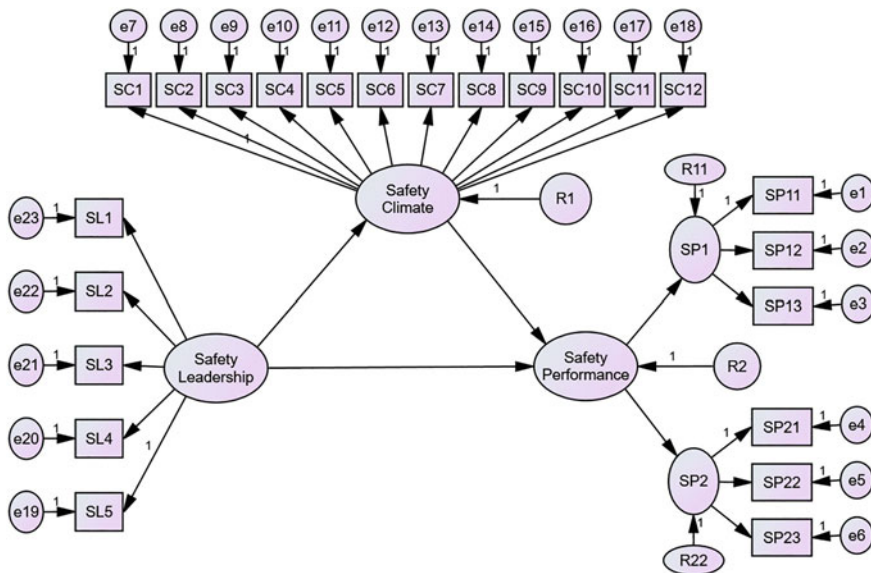 e7 e8 e9 e10 e11 e12 e13 e14 e15 e16 e17 e18
1 1 1 1 1 1 1 1 1 1 1 1
SC1 SC2 SC3 SC4 SC5 SC6 SC7 SC8 SC9 SC10 SC11 SC12
1
Safety
Climate
1
R1
R11
1
e23 1 SL1
e22 1 SL2
e21 1 SL3
e20 1 SL4
e19 1 SL5
1
Safety
Leadership
Safety
Performance
1
R2
SP1
1 SP11 1 e1
SP12 1 e2
SP13 1 e3
SP2
1 SP21 1 e4
SP22 1 e5
SP23 1 e6
1
R22